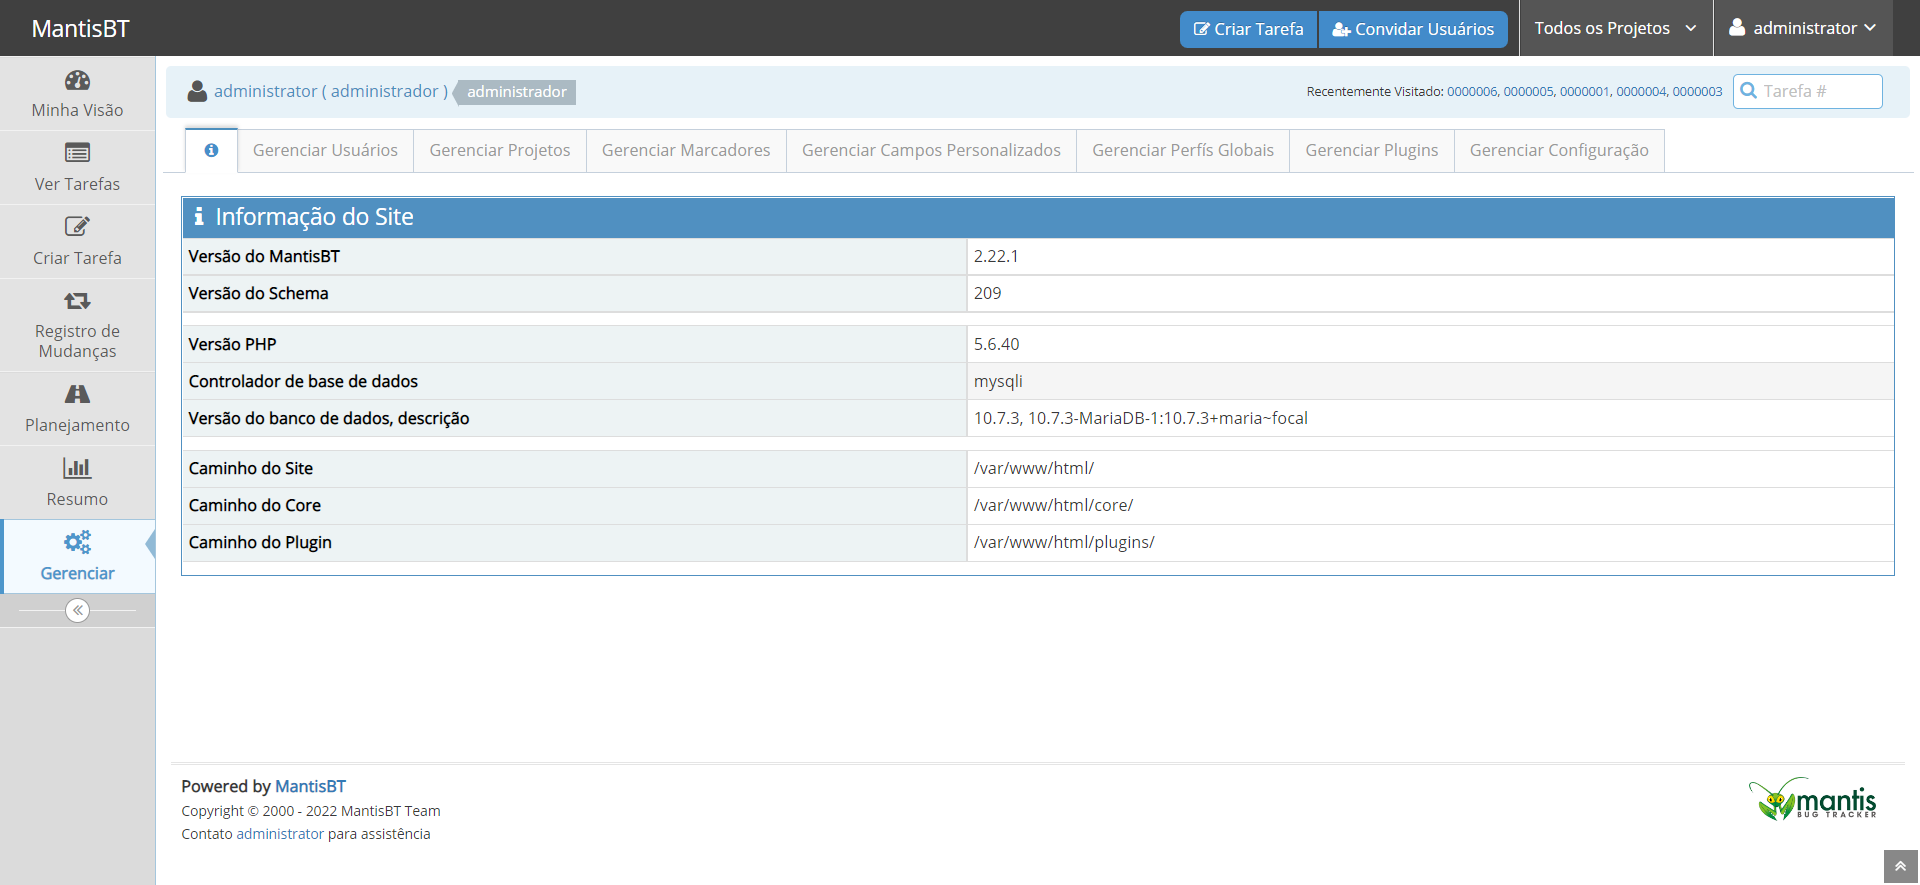 MantisBT
Criar Tarefa
Convidar Usuários
Todos os Projetos
administrator
Minha Visão
Ver Tarefas
Criar Tarefa
Registro de
Mudanças
Planejamento
Resumo
Gerenciar
administrator ( administrador ) administrador
Recentemente Visitado: 0000006, 0000005, 0000001, 0000004, 0000003
Tarefa #
Gerenciar Usuários
Gerenciar Projetos
Gerenciar Marcadores
Gerenciar Campos Personalizados
Gerenciar Perfís Globais
Gerenciar Plugins
Gerenciar Configuração
Informação do Site
Versão do MantisBT 2.22.1
Versão do Schema 209
Versão PHP 5.6.40
Controlador de base de dados mysqli
Versão do banco de dados, descrição 10.7.3, 10.7.3-MariaDB-1:10.7.3+maria~focal
Caminho do Site /var/www/html/
Caminho do Core /var/www/html/core/
Caminho do Plugin /var/www/html/plugins/
Powered by MantisBT
Copyright © 2000 - 2022 MantisBT Team
Contato administrator para assistência
mantis
BUG TRACKER